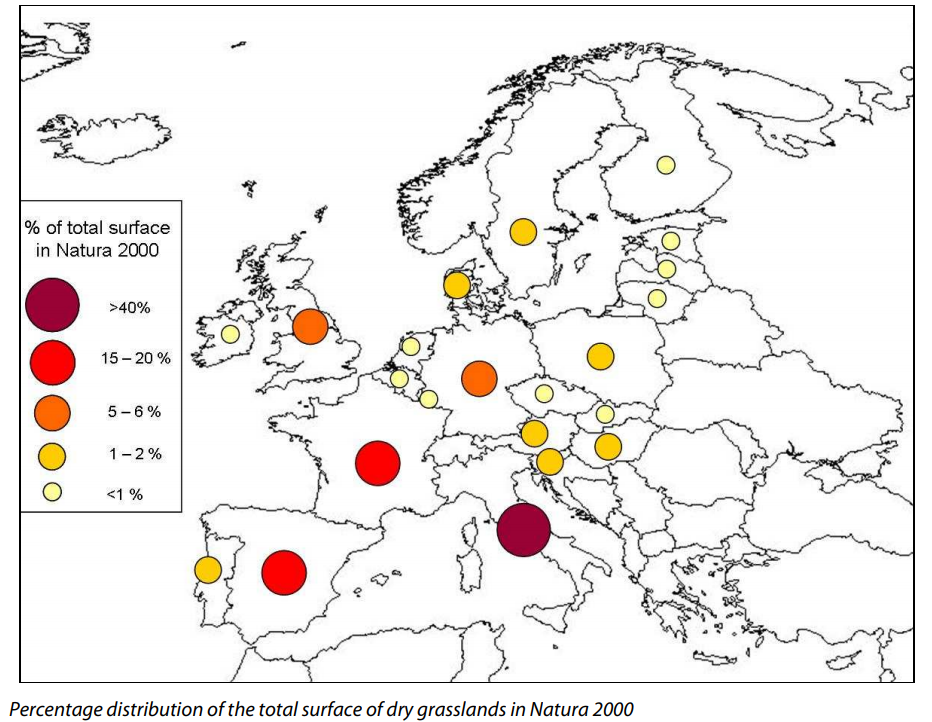 % of total surface
in Natura 2000
>40%
15 – 20 %
5 – 6 %
1 – 2 %
<1 %
Percentage distribution of the total surface of dry grasslands in Natura 2000